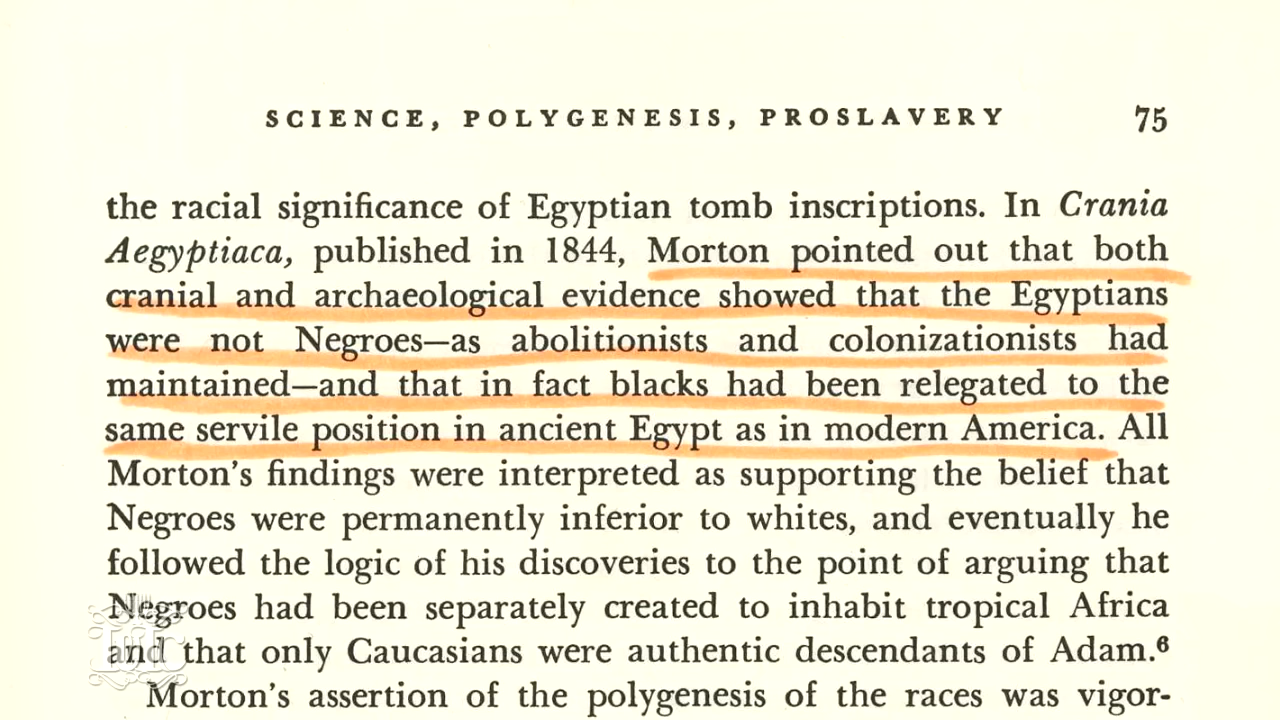 SCIENCE, POLYGENESIS, PROSLAVERY 75
the racial significance of Egyptian tomb inscriptions. In Crania
Aegyptiaca, published in 1844, Morton pointed out that both
cranial and archaeological evidence showed that the Egyptians
were not Negroes—as abolitionists and colonizationists had
maintained—and that in fact blacks had been relegated to the
same servile position in ancient Egypt as in modern America. All
Morton's findings were interpreted as supporting the belief that
Negroes were permanently inferior to whites, and eventually he
followed the logic of his discoveries to the point of arguing that
Negroes had been separately created to inhabit tropical Africa
and that only Caucasians were authentic descendants of Adam.⁶
Morton's assertion of the polygenesis of the races was vigor-